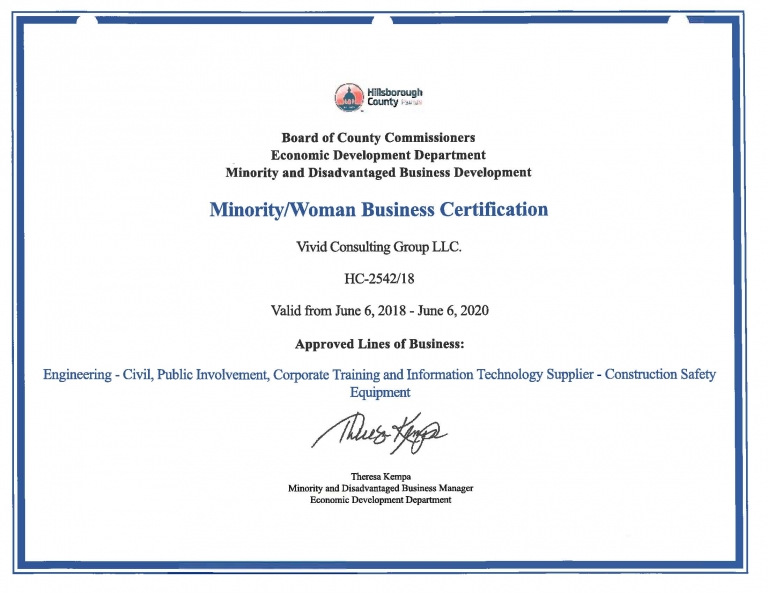 Hillsborough
County Florida
Board of County Commissioners
Economic Development Department
Minority and Disadvantaged Business Development
Minority/Woman Business Certification
Vivid Consulting Group LLC.
HC-2542/18
Valid from June 6, 2018 - June 6, 2020
Approved Lines of Business:
Engineering - Civil, Public Involvement, Corporate Training and Information Technology Supplier - Construction Safety
Equipment
Theresa Kempa
Theresa Kempa
Minority and Disadvantaged Business Manager
Economic Development Department